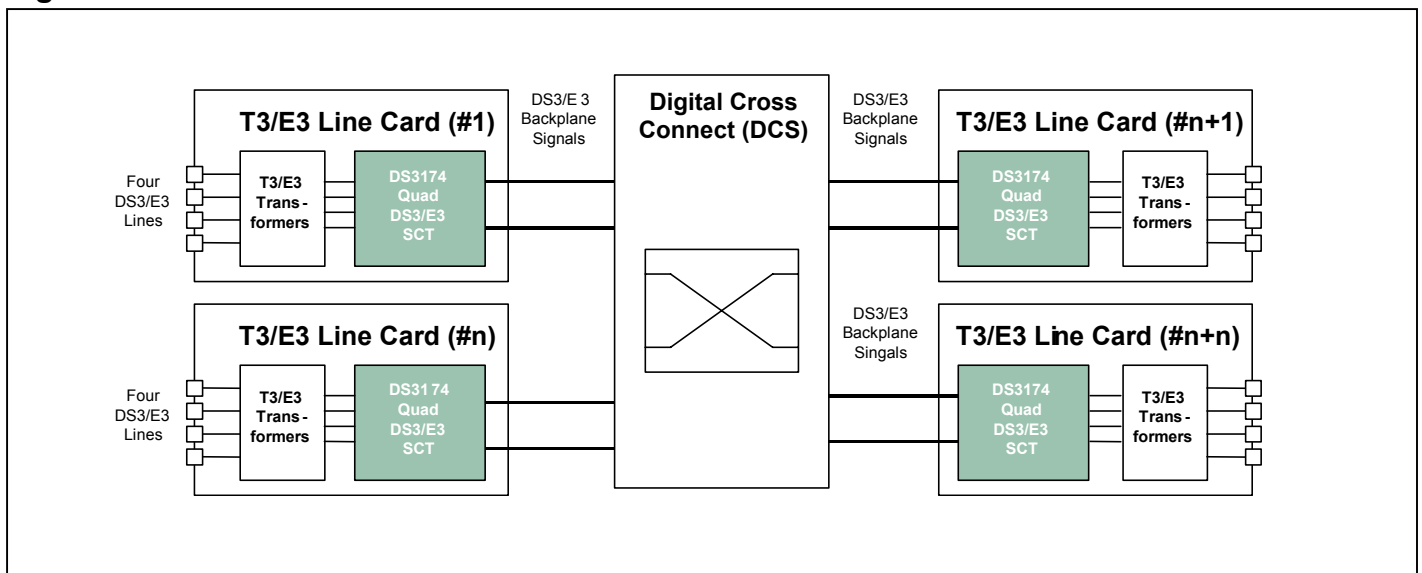 T3/E3 Line Card (#1)
Four
DS3/E3
Lines
T3/E3
Trans -
formers
DS3174
Quad
DS3/E3
SCT
DS3/E 3
Backplane
Signals
Digital Cross
Connect (DCS)
DS3/E3
Backplane
Signals
T3/E3 Line Card (#n+1)
DS3174
Quad
DS3/E3
SCT
T3/E3
Trans -
formers
T3/E3 Line Card (#n)
Four
DS3/E3
Lines
T3/E3
Trans -
formers
DS3174
Quad
DS3/E3
SCT
DS3/E3
Backplane
Singals
T3/E3 Line Card (#n+n)
DS3174
Quad
DS3/E3
SCT
T3/E3
Trans -
formers